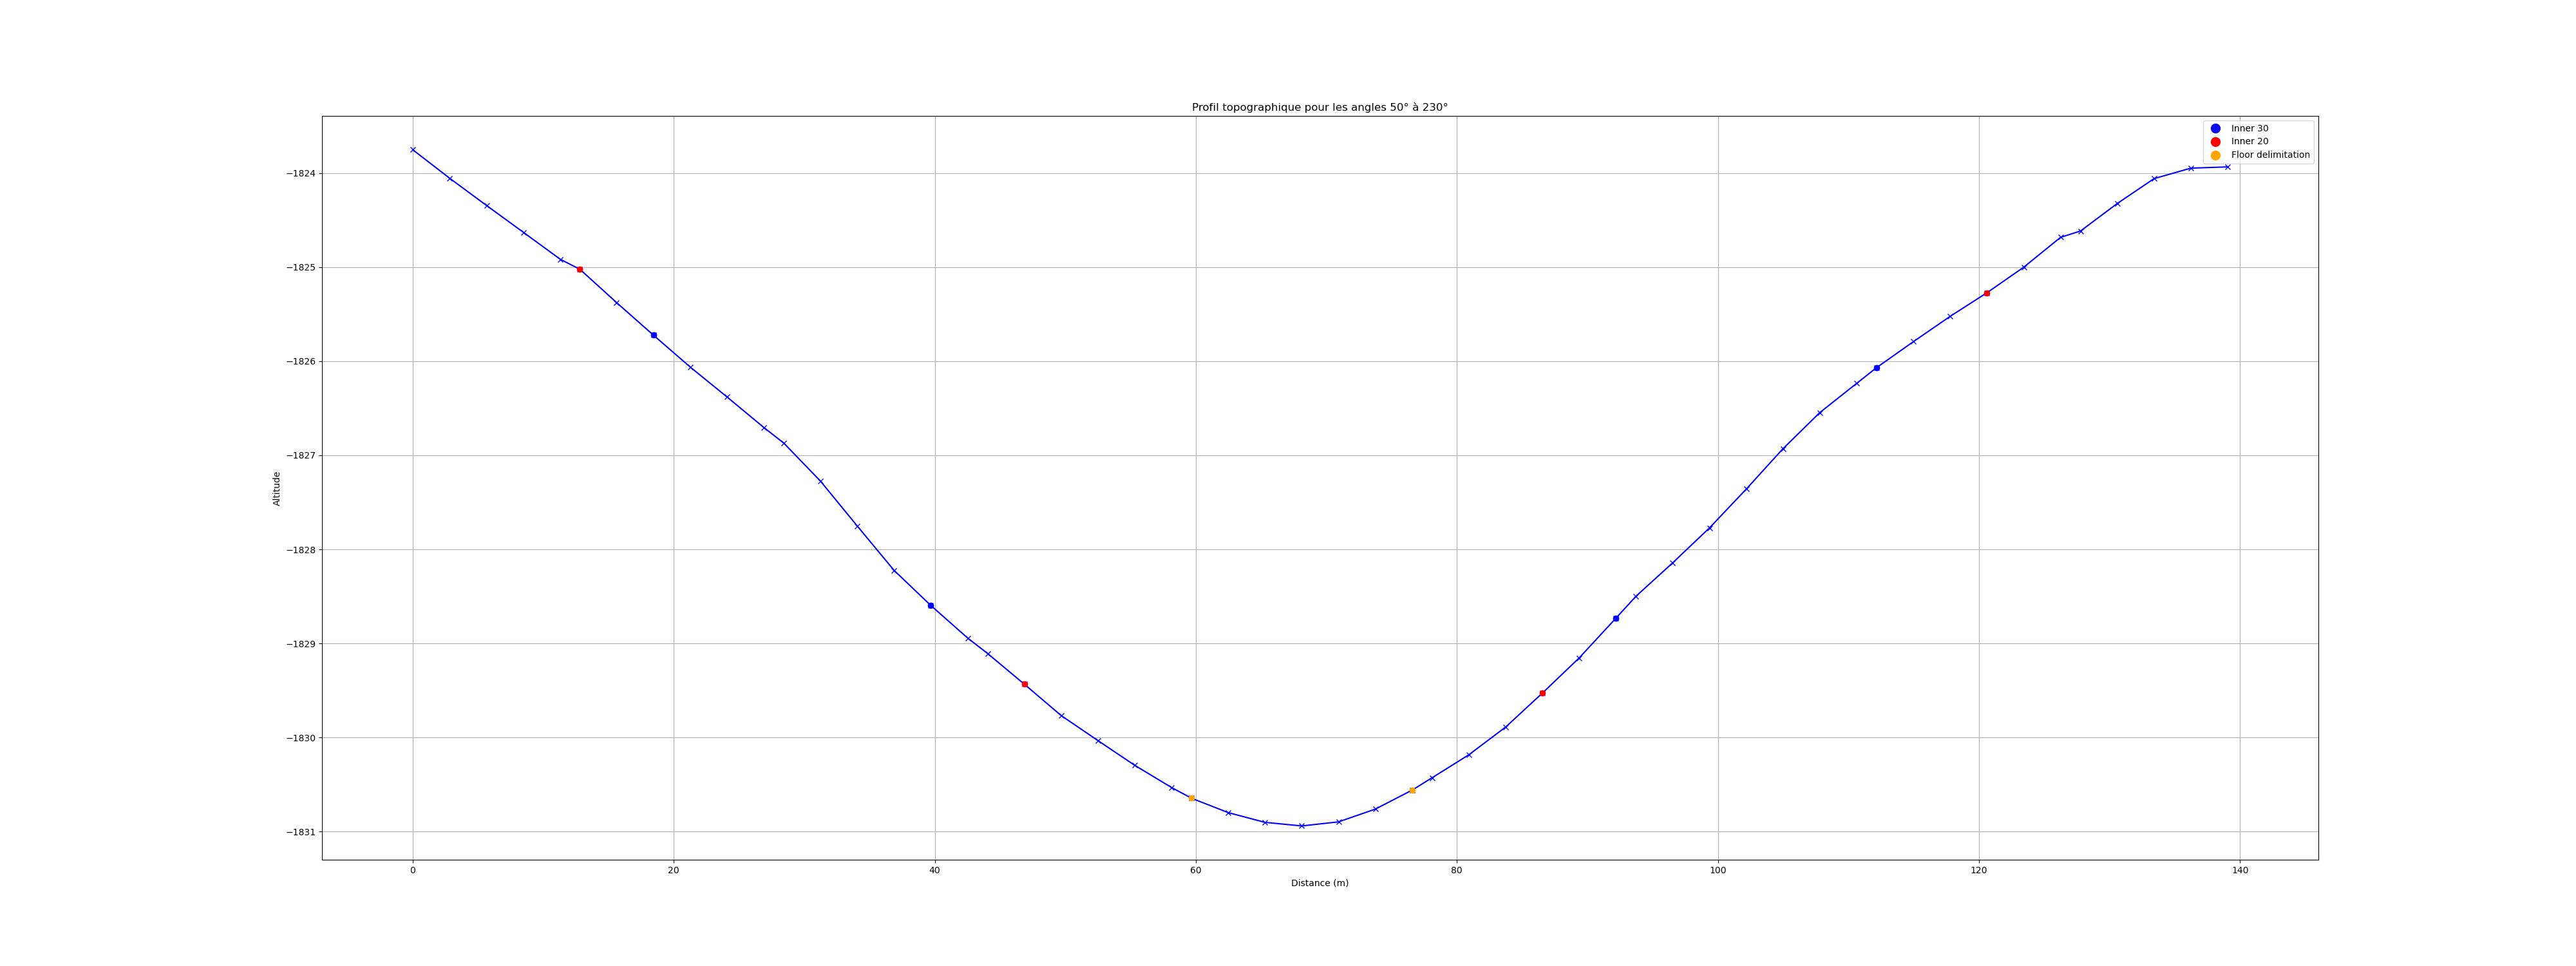 Profil topographique pour les angles 50° à 230°
Inner 30
Inner 20
Floor delimitation
Altitude
−1824
−1825
−1826
−1827
−1828
−1829
−1830
−1831
0 20 40 60 80 100 120 140
Distance (m)